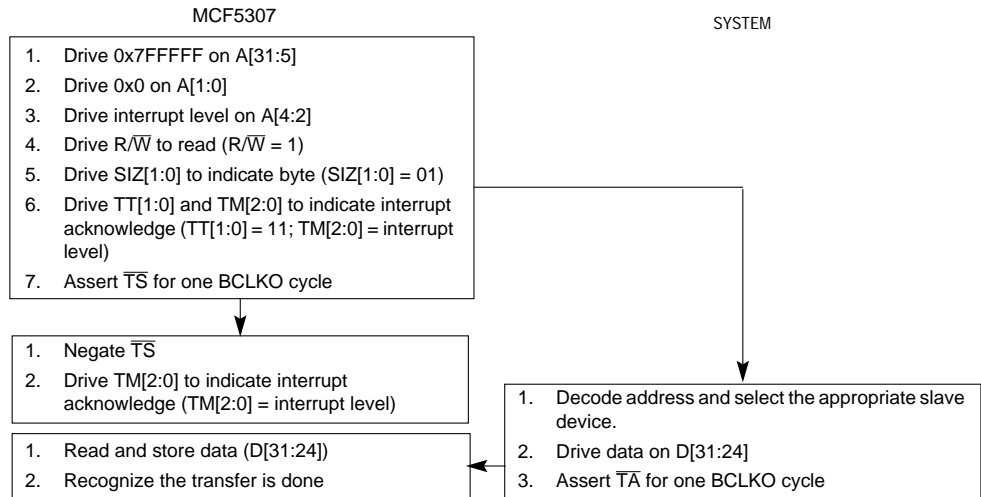 MCF5307
SYSTEM
1. Drive 0x7FFFFF on A[31:5]
2. Drive 0x0 on A[1:0]
3. Drive interrupt level on A[4:2]
4. Drive R/W̅ to read (R/W̅ = 1)
5. Drive SIZ[1:0] to indicate byte (SIZ[1:0] = 01)
6. Drive TT[1:0] and TM[2:0] to indicate interrupt
acknowledge (TT[1:0] = 11; TM[2:0] = interrupt
level)
7. Assert T̅S̅ for one BCLKO cycle
1. Negate T̅S̅
2. Drive TM[2:0] to indicate interrupt
acknowledge (TM[2:0] = interrupt level)
1. Decode address and select the appropriate slave
device.
2. Drive data on D[31:24]
3. Assert T̅A̅ for one BCLKO cycle
1. Read and store data (D[31:24])
2. Recognize the transfer is done